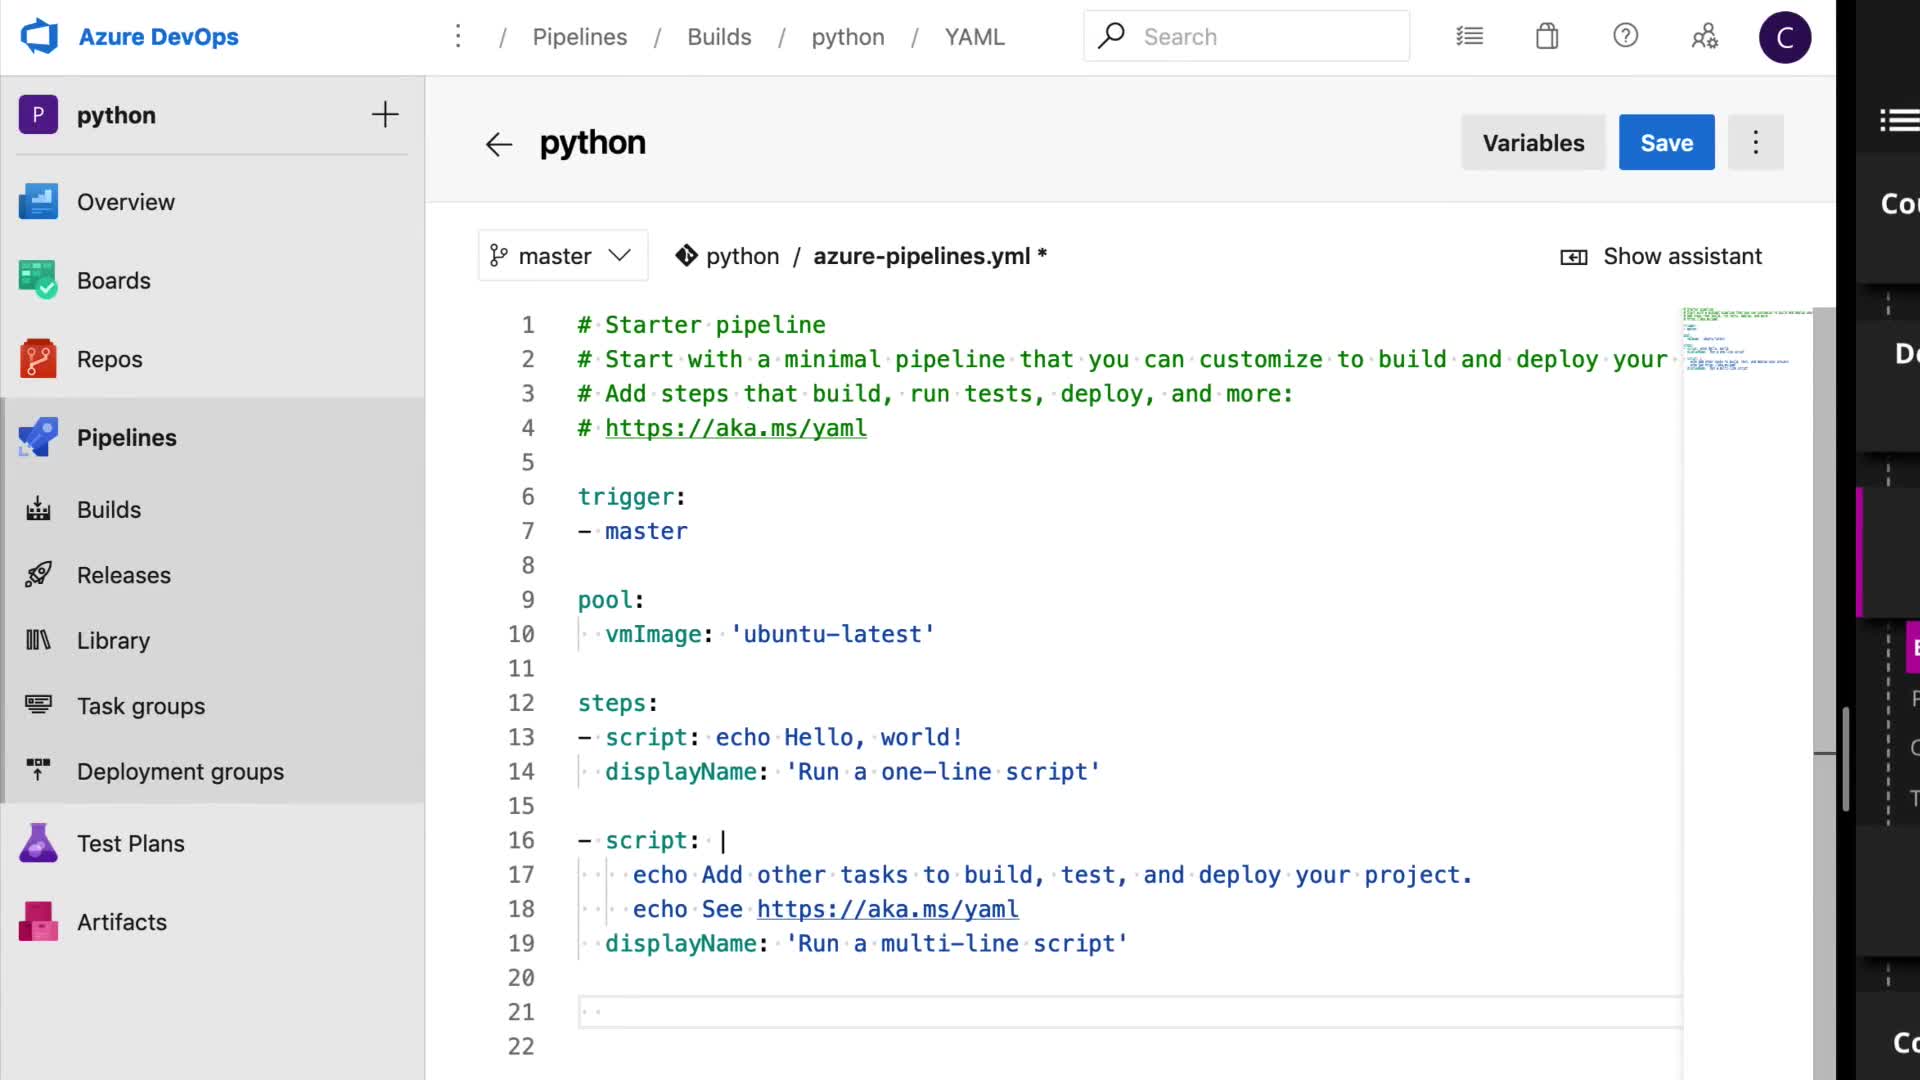 Azure DevOps
/ Pipelines / Builds / python / YAML
Search
C
P python
Overview
Boards
Repos
Pipelines
Builds
Releases
Library
Task groups
Deployment groups
Test Plans
Artifacts
python
Variables
Save
master
python / azure-pipelines.yml *
Show assistant
1 # Starter pipeline
2 # Start with a minimal pipeline that you can customize to build and deploy your
3 # Add steps that build, run tests, deploy, and more:
4 # https://aka.ms/yaml
5
6 trigger:
7 - master
8
9 pool:
10 vmImage: 'ubuntu-latest'
11
12 steps:
13 - script: echo Hello, world!
14 displayName: 'Run a one-line script'
15
16 - script: |
17 echo Add other tasks to build, test, and deploy your project.
18 echo See https://aka.ms/yaml
19 displayName: 'Run a multi-line script'
20
21
22